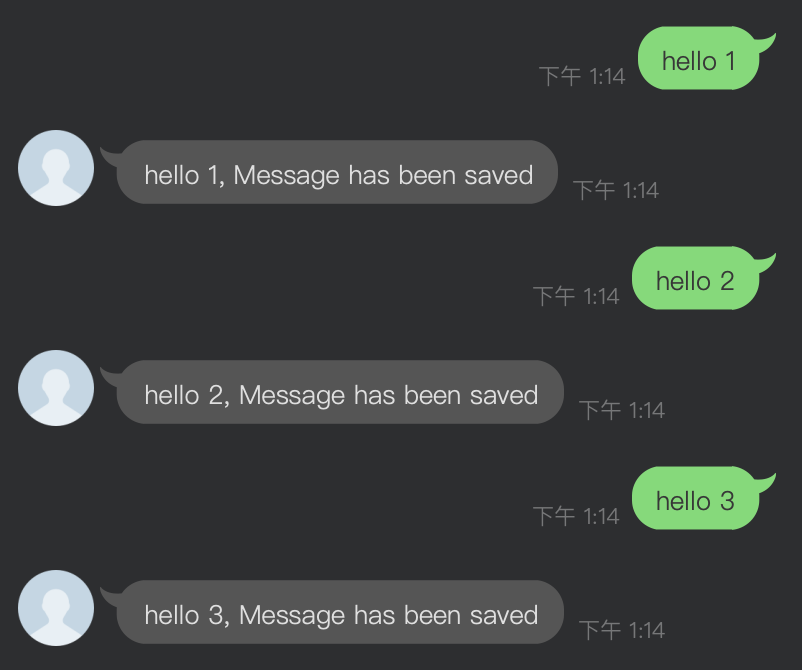 下午 1:14 hello 1
hello 1, Message has been saved 下午 1:14
下午 1:14 hello 2
hello 2, Message has been saved 下午 1:14
下午 1:14 hello 3
hello 3, Message has been saved 下午 1:14